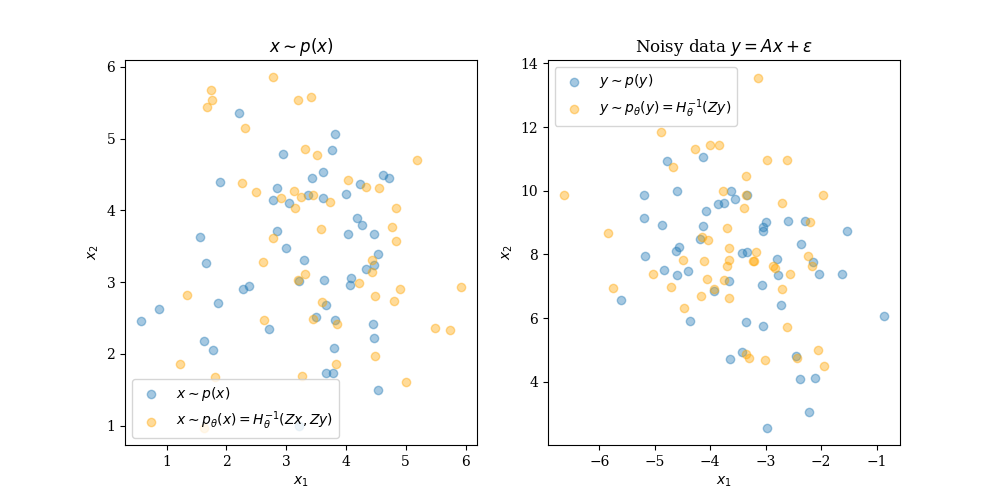 x ∼ p(x)
6
5
4
3
2
1
x₂
x ∼ p(x)
x ∼ p_θ(x) = H_θ^{-1}(Zx, Zy)
1 2 3 4 5 6
x₁
Noisy data y = Ax + ε
14
12
10
8
6
4
x₂
y ∼ p(y)
y ∼ p_θ(y) = H_θ^{-1}(Zy)
−6 −5 −4 −3 −2 −1
x₁